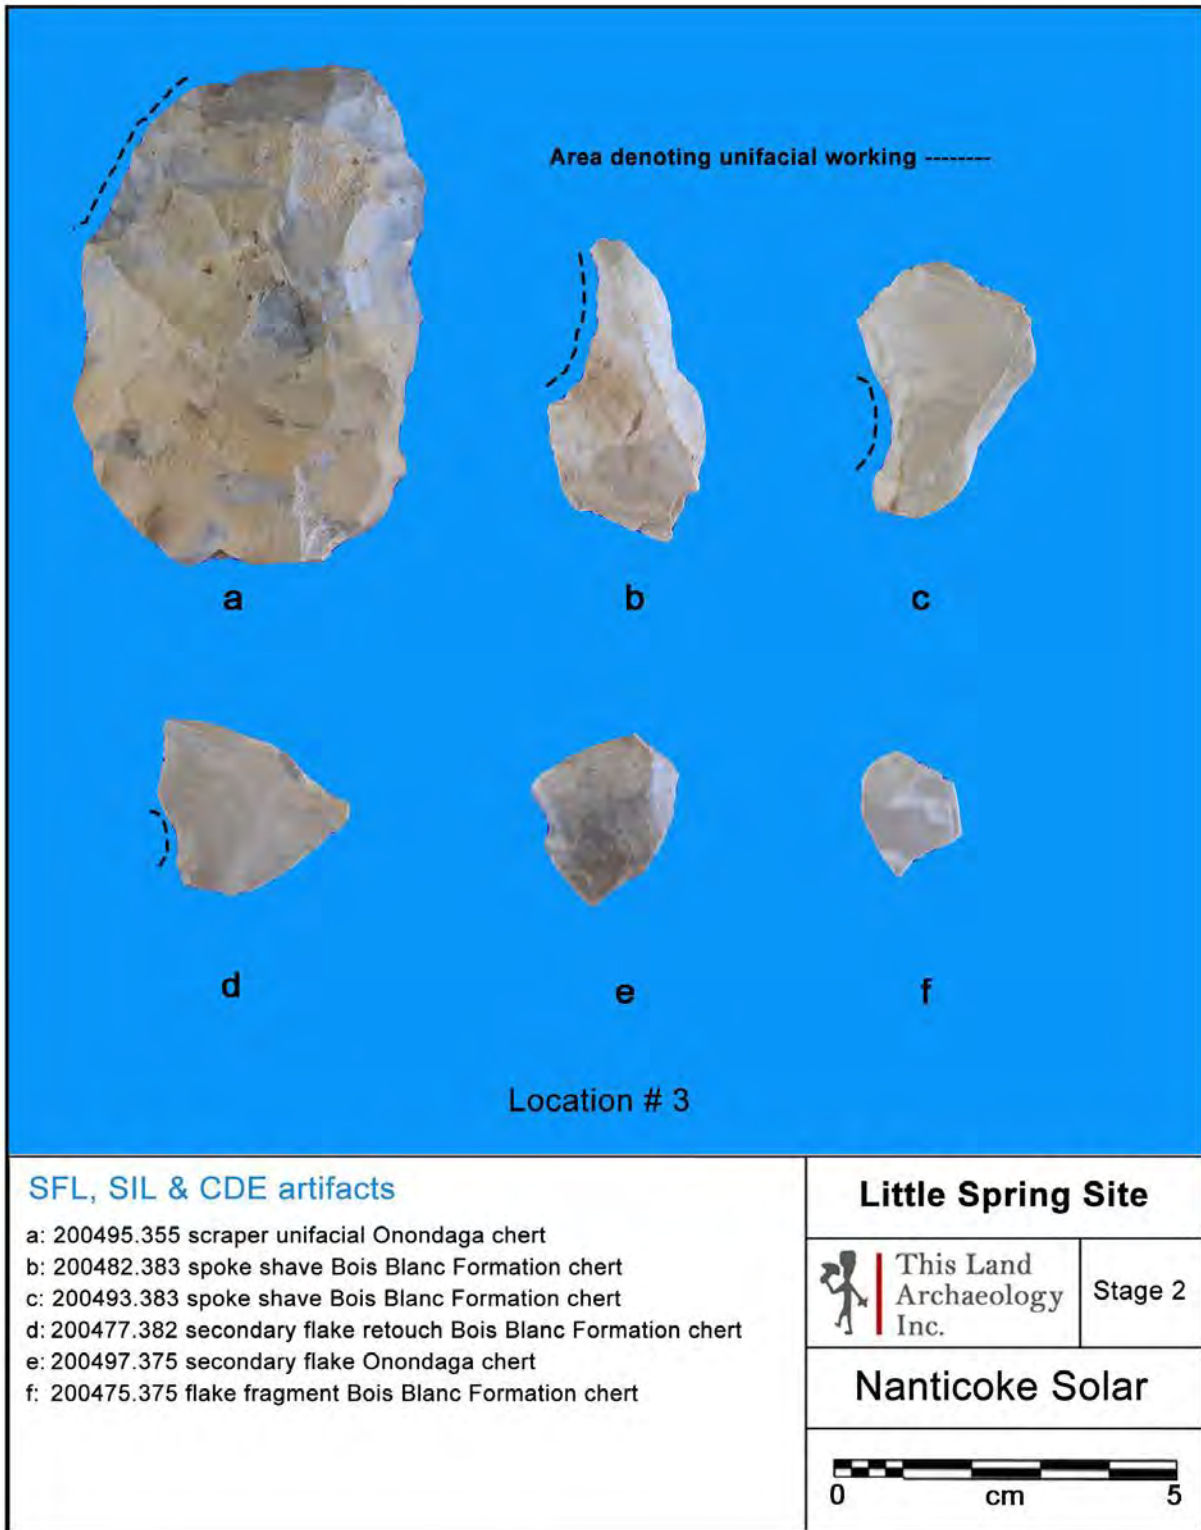 Area denoting unifacial working --------
a
b
c
d
e
f
Location # 3
SFL, SIL & CDE artifacts
a: 200495.355 scraper unifacial Onondaga chert
b: 200482.383 spoke shave Bois Blanc Formation chert
c: 200493.383 spoke shave Bois Blanc Formation chert
d: 200477.382 secondary flake retouch Bois Blanc Formation chert
e: 200497.375 secondary flake Onondaga chert
f: 200475.375 flake fragment Bois Blanc Formation chert
Little Spring Site
This Land
Archaeology
Inc.
Stage 2
Nanticoke Solar
0 cm 5